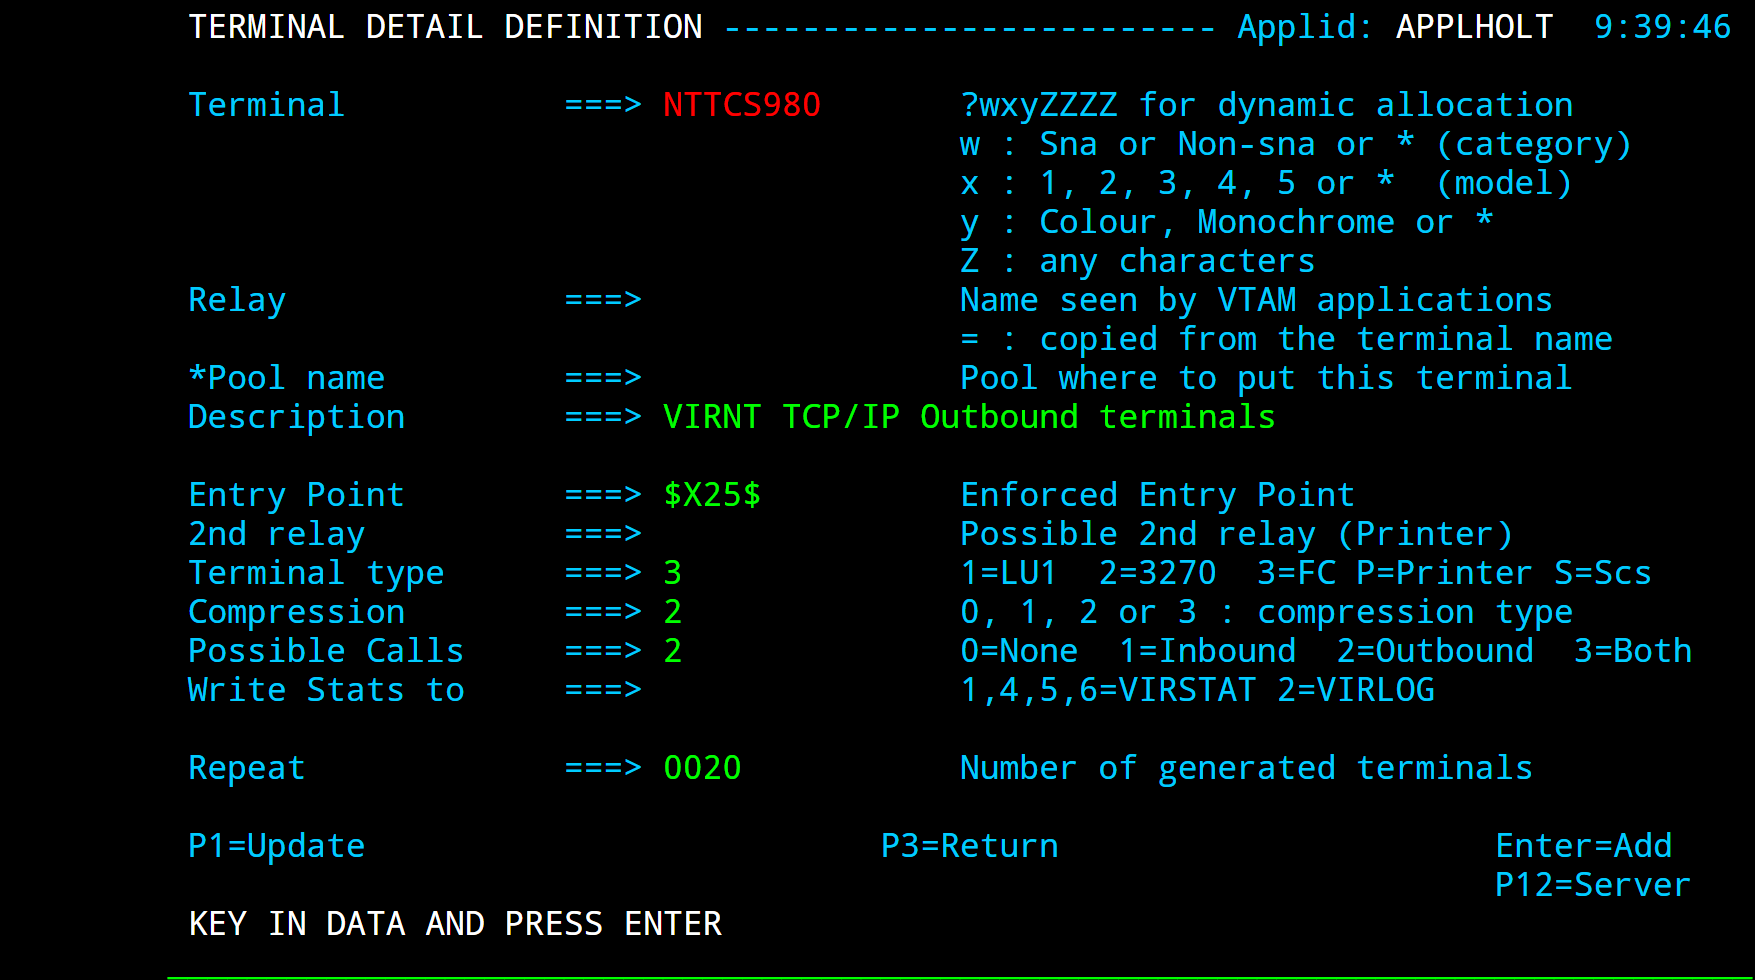 TERMINAL DETAIL DEFINITION ------------------------- Applid: APPLHOLT 9:39:46
Terminal ===> NTTCS980 ?wxyZZZZ for dynamic allocation
w : Sna or Non-sna or * (category)
x : 1, 2, 3, 4, 5 or * (model)
y : Colour, Monochrome or *
Z : any characters
Relay ===> Name seen by VTAM applications
= : copied from the terminal name
*Pool name ===> Pool where to put this terminal
Description ===> VIRNT TCP/IP Outbound terminals
Entry Point ===> $X25$ Enforced Entry Point
2nd relay ===> Possible 2nd relay (Printer)
Terminal type ===> 3 1=LU1 2=3270 3=FC P=Printer S=Scs
Compression ===> 2 0, 1, 2 or 3 : compression type
Possible Calls ===> 2 0=None 1=Inbound 2=Outbound 3=Both
Write Stats to ===> 1,4,5,6=VIRSTAT 2=VIRLOG
Repeat ===> 0020 Number of generated terminals
P1=Update P3=Return Enter=Add
P12=Server
KEY IN DATA AND PRESS ENTER